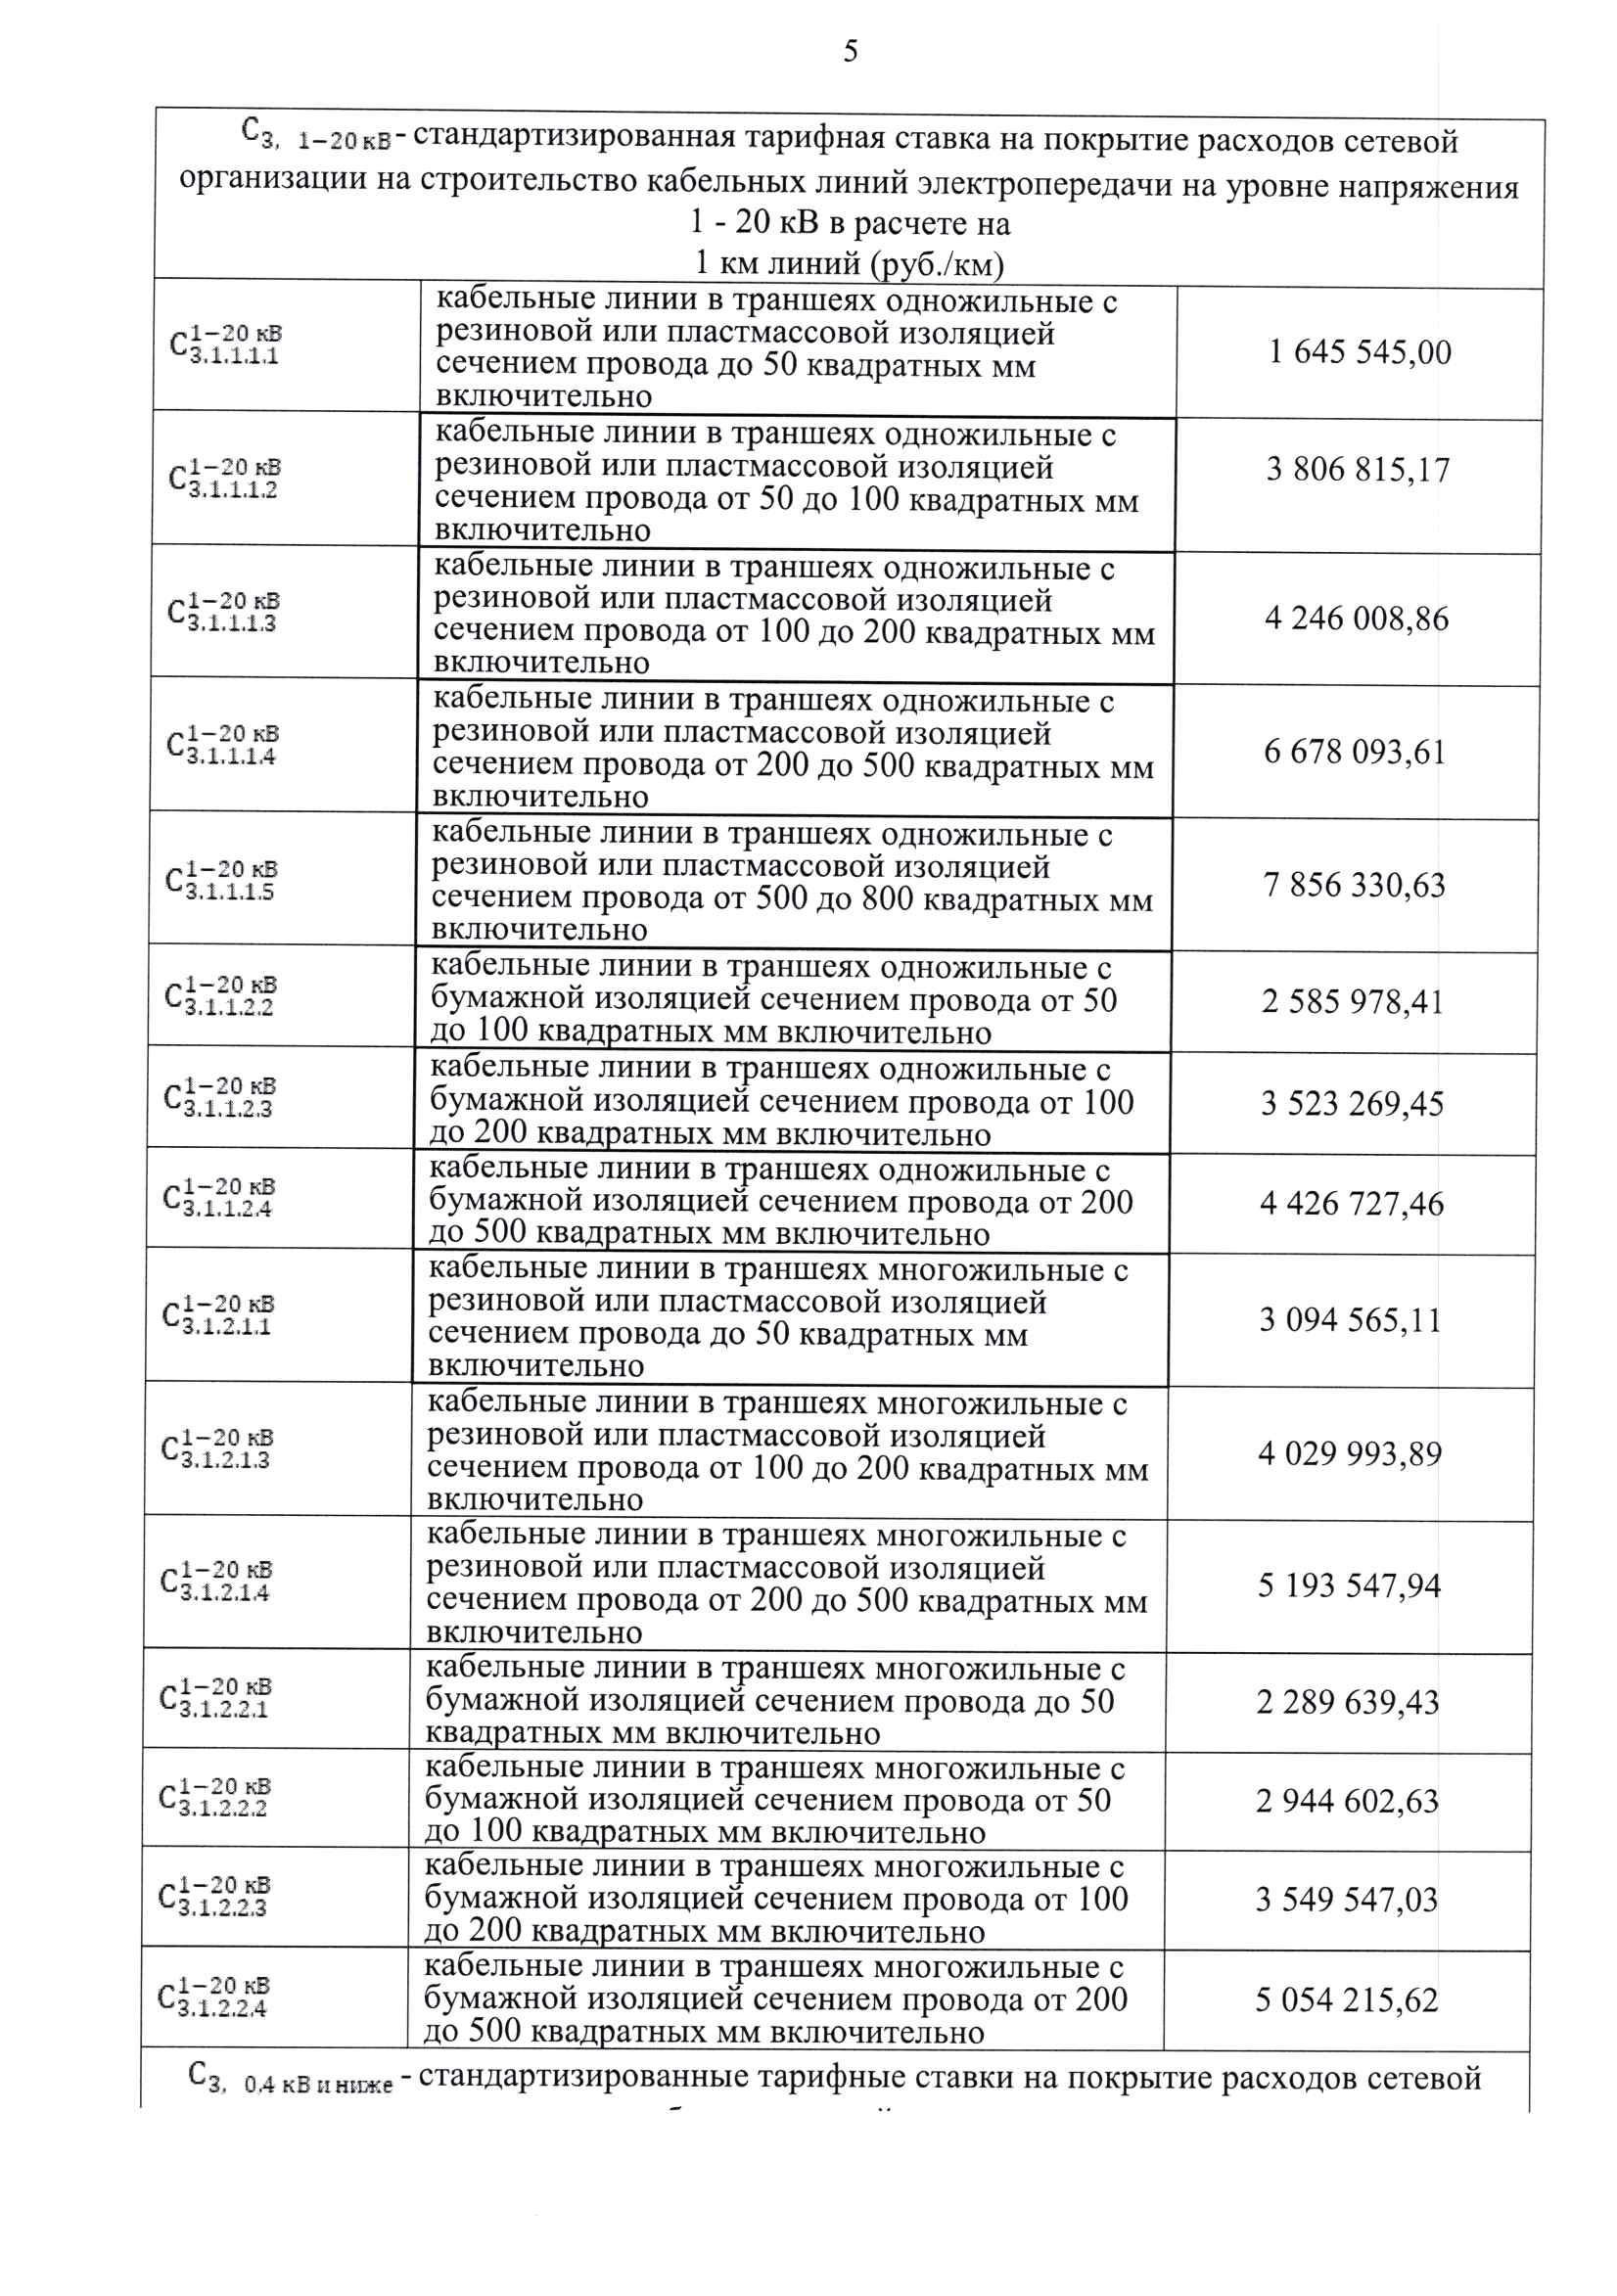 5
C3, 1−20 кВ - стандартизированная тарифная ставка на покрытие расходов сетевой
организации на строительство кабельных линий электропередачи на уровне напряжения
1 - 20 кВ в расчете на
1 км линий (руб./км)
C 1−20 кВ 3.1.1.1.1
кабельные линии в траншеях одножильные с
резиновой или пластмассовой изоляцией
сечением провода до 50 квадратных мм
включительно
1 645 545,00
C 1−20 кВ 3.1.1.1.2
кабельные линии в траншеях одножильные с
резиновой или пластмассовой изоляцией
сечением провода от 50 до 100 квадратных мм
включительно
3 806 815,17
C 1−20 кВ 3.1.1.1.3
кабельные линии в траншеях одножильные с
резиновой или пластмассовой изоляцией
сечением провода от 100 до 200 квадратных мм
включительно
4 246 008,86
C 1−20 кВ 3.1.1.1.4
кабельные линии в траншеях одножильные с
резиновой или пластмассовой изоляцией
сечением провода от 200 до 500 квадратных мм
включительно
6 678 093,61
C 1−20 кВ 3.1.1.1.5
кабельные линии в траншеях одножильные с
резиновой или пластмассовой изоляцией
сечением провода от 500 до 800 квадратных мм
включительно
7 856 330,63
C 1−20 кВ 3.1.1.2.2
кабельные линии в траншеях одножильные с
бумажной изоляцией сечением провода от 50
до 100 квадратных мм включительно
2 585 978,41
C 1−20 кВ 3.1.1.2.3
кабельные линии в траншеях одножильные с
бумажной изоляцией сечением провода от 100
до 200 квадратных мм включительно
3 523 269,45
C 1−20 кВ 3.1.1.2.4
кабельные линии в траншеях одножильные с
бумажной изоляцией сечением провода от 200
до 500 квадратных мм включительно
4 426 727,46
C 1−20 кВ 3.1.2.1.1
кабельные линии в траншеях многожильные с
резиновой или пластмассовой изоляцией
сечением провода до 50 квадратных мм
включительно
3 094 565,11
C 1−20 кВ 3.1.2.1.3
кабельные линии в траншеях многожильные с
резиновой или пластмассовой изоляцией
сечением провода от 100 до 200 квадратных мм
включительно
4 029 993,89
C 1−20 кВ 3.1.2.1.4
кабельные линии в траншеях многожильные с
резиновой или пластмассовой изоляцией
сечением провода от 200 до 500 квадратных мм
включительно
5 193 547,94
C 1−20 кВ 3.1.2.2.1
кабельные линии в траншеях многожильные с
бумажной изоляцией сечением провода до 50
квадратных мм включительно
2 289 639,43
C 1−20 кВ 3.1.2.2.2
кабельные линии в траншеях многожильные с
бумажной изоляцией сечением провода от 50
до 100 квадратных мм включительно
2 944 602,63
C 1−20 кВ 3.1.2.2.3
кабельные линии в траншеях многожильные с
бумажной изоляцией сечением провода от 100
до 200 квадратных мм включительно
3 549 547,03
C 1−20 кВ 3.1.2.2.4
кабельные линии в траншеях многожильные с
бумажной изоляцией сечением провода от 200
до 500 квадратных мм включительно
5 054 215,62
C3, 0,4 кВ и ниже - стандартизированные тарифные ставки на покрытие расходов сетевой